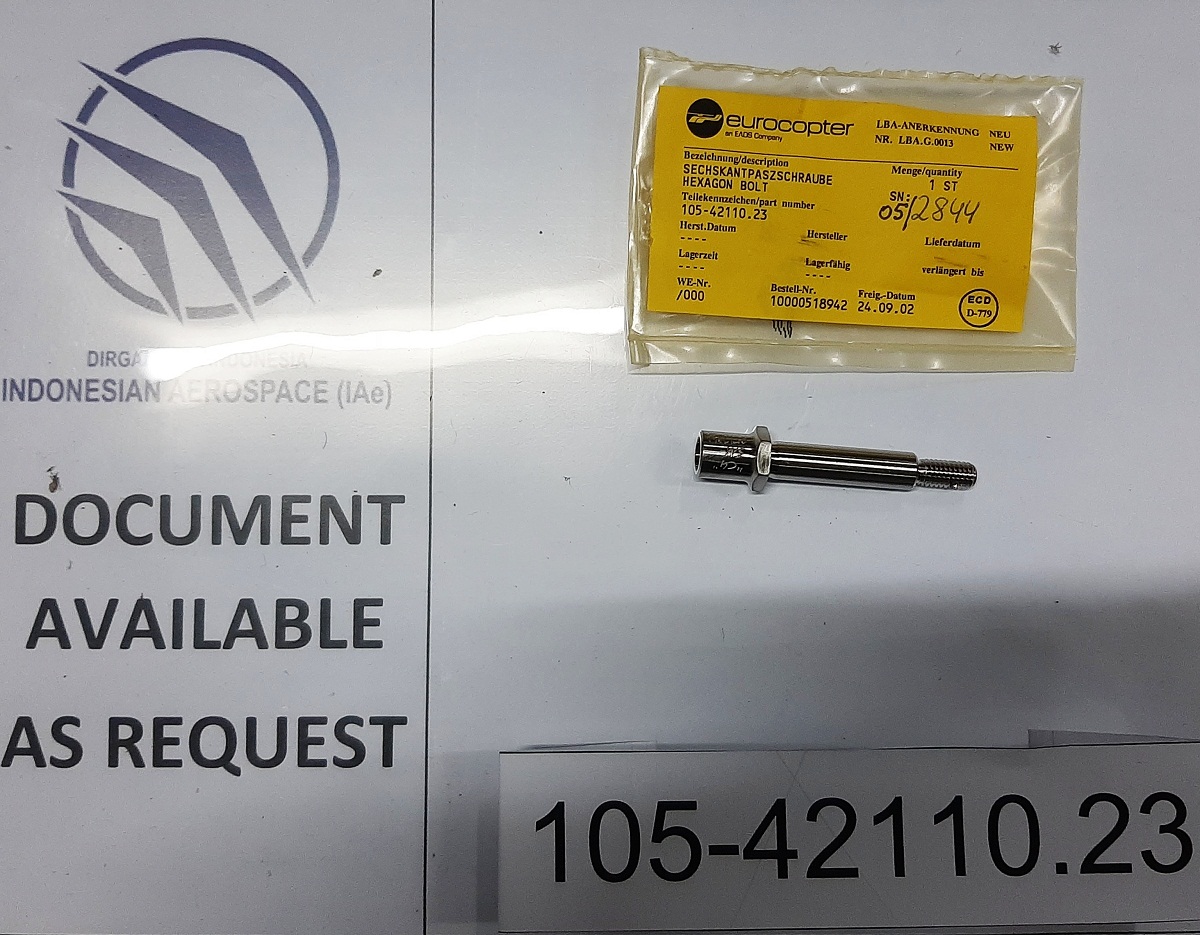 DIRGA INDONESIA
INDONESIAN AEROSPACE (IAe)
DOCUMENT
AVAILABLE
AS REQUEST
eurocopter
an EADS Company
LBA-ANERKENNUNG NEU
NR. LBA.G.0013 NEW
Bezeichnung/description
SECHSKANTPASZSCHRAUBE
HEXAGON BOLT
Menge/quantity
1 ST
Teilekennzeichen/part number
105-42110.23
SN:
05/2844
Herst.Datum
----
Hersteller
Lieferdatum
Lagerzeit
----
Lagerfähig
----
verlängert bis
WE-Nr.
/000
Bestell-Nr.
10000518942
Freig.-Datum
24.09.02
ECD
D-779
105-42110.23